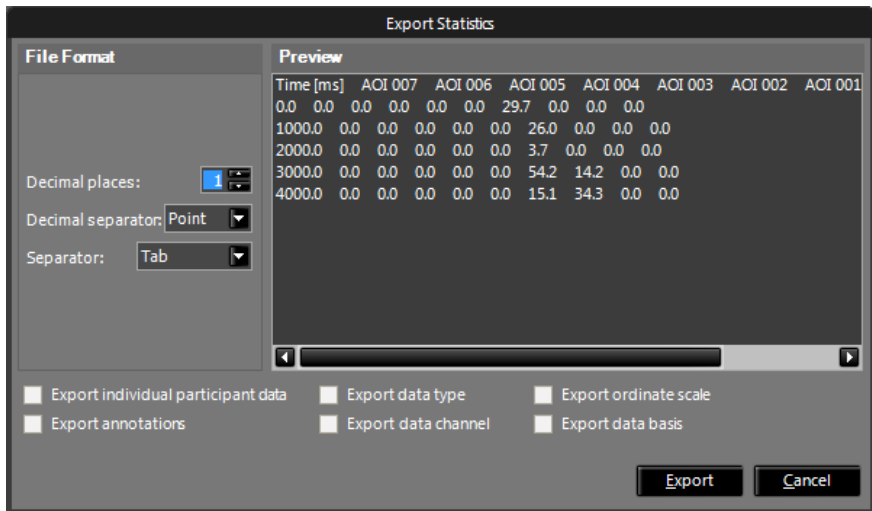 Export Statistics
File Format
Preview
Time [ms] AOI 007 AOI 006 AOI 005 AOI 004 AOI 003 AOI 002 AOI 001
0.0 0.0 0.0 0.0 0.0 0.0 29.7 0.0 0.0 0.0
1000.0 0.0 0.0 0.0 0.0 0.0 26.0 0.0 0.0 0.0
2000.0 0.0 0.0 0.0 0.0 0.0 3.7 0.0 0.0 0.0
3000.0 0.0 0.0 0.0 0.0 0.0 54.2 14.2 0.0 0.0
4000.0 0.0 0.0 0.0 0.0 0.0 15.1 34.3 0.0 0.0
Decimal places: 1
Decimal separator: Point
Separator: Tab
Export individual participant data Export data type Export ordinate scale
Export annotations Export data channel Export data basis
Export Cancel